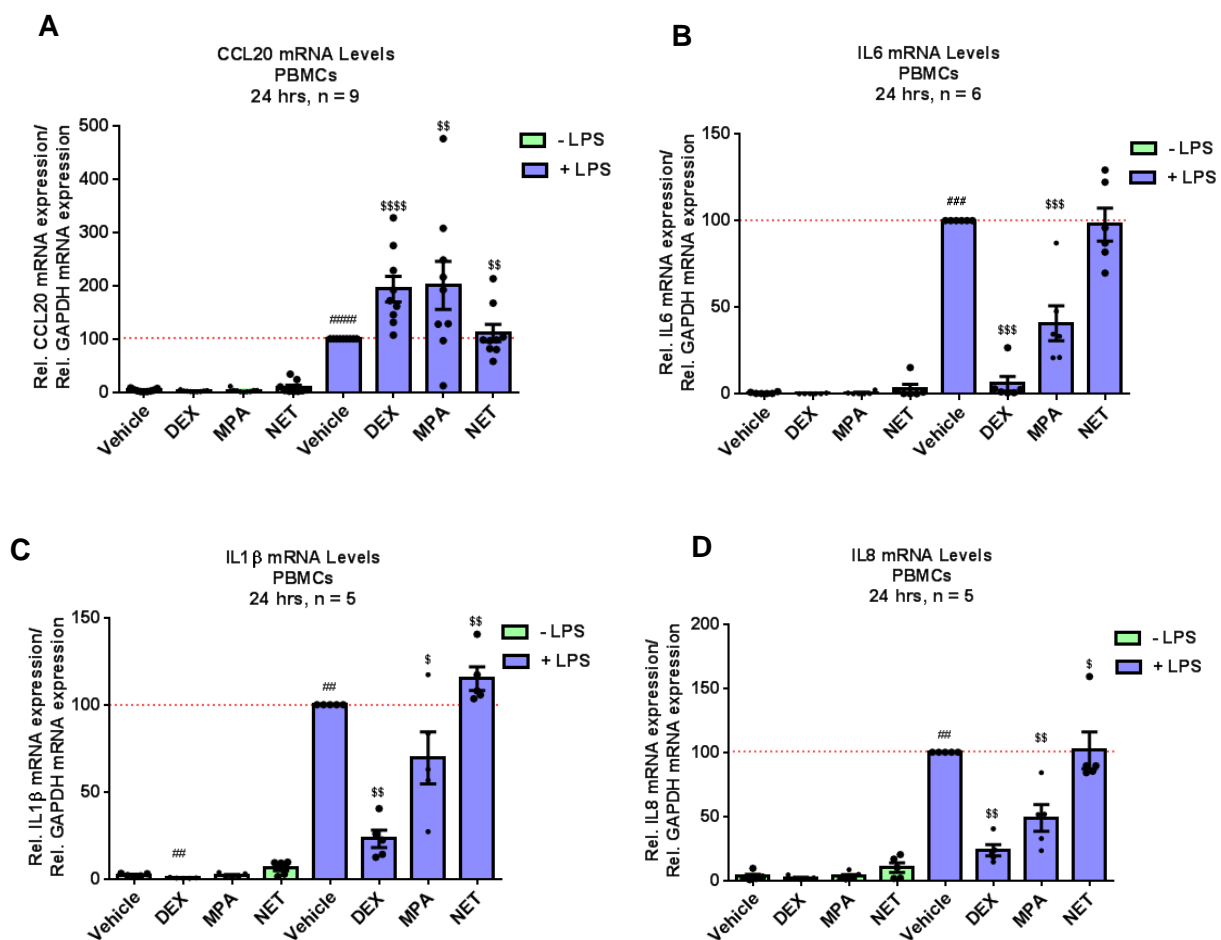 A
CCL20 mRNA Levels
PBMCs
24 hrs, n = 9
Rel. CCL20 mRNA expression/
Rel. GAPDH mRNA expression
500
400
300
200
100
0
####
$$$$
$$
$$
- LPS
+ LPS
Vehicle
DEX
MPA
NET
Vehicle
DEX
MPA
NET
B
IL6 mRNA Levels
PBMCs
24 hrs, n = 6
Rel. IL6 mRNA expression/
Rel. GAPDH mRNA expression
150
100
50
0
###
$$$
$$$
- LPS
+ LPS
Vehicle
DEX
MPA
NET
Vehicle
DEX
MPA
NET
C
IL1β mRNA Levels
PBMCs
24 hrs, n = 5
Rel. IL1β mRNA expression/
Rel. GAPDH mRNA expression
150
100
50
0
##
##
$$
$
$$
- LPS
+ LPS
Vehicle
DEX
MPA
NET
Vehicle
DEX
MPA
NET
D
IL8 mRNA Levels
PBMCs
24 hrs, n = 5
Rel. IL8 mRNA expression/
Rel. GAPDH mRNA expression
200
150
100
50
0
##
$$
$$
$
- LPS
+ LPS
Vehicle
DEX
MPA
NET
Vehicle
DEX
MPA
NET